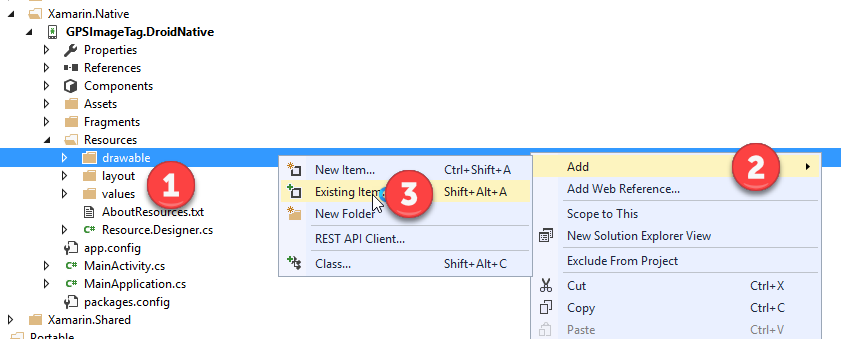 Xamarin.Native
GPSImageTag.DroidNative
Properties
References
Components
Assets
Fragments
Resources
drawable
layout
values
AboutResources.txt
C# Resource.Designer.cs
app.config
C# MainActivity.cs
C# MainApplication.cs
packages.config
Xamarin.Shared
Portable
1
New Item... Ctrl+Shift+A
Existing Item Shift+Alt+A
New Folder
REST API Client...
Class... Shift+Alt+C
3
Add
Add Web Reference...
Scope to This
New Solution Explorer View
Exclude From Project
Cut Ctrl+X
Copy Ctrl+C
Paste Ctrl+V
2